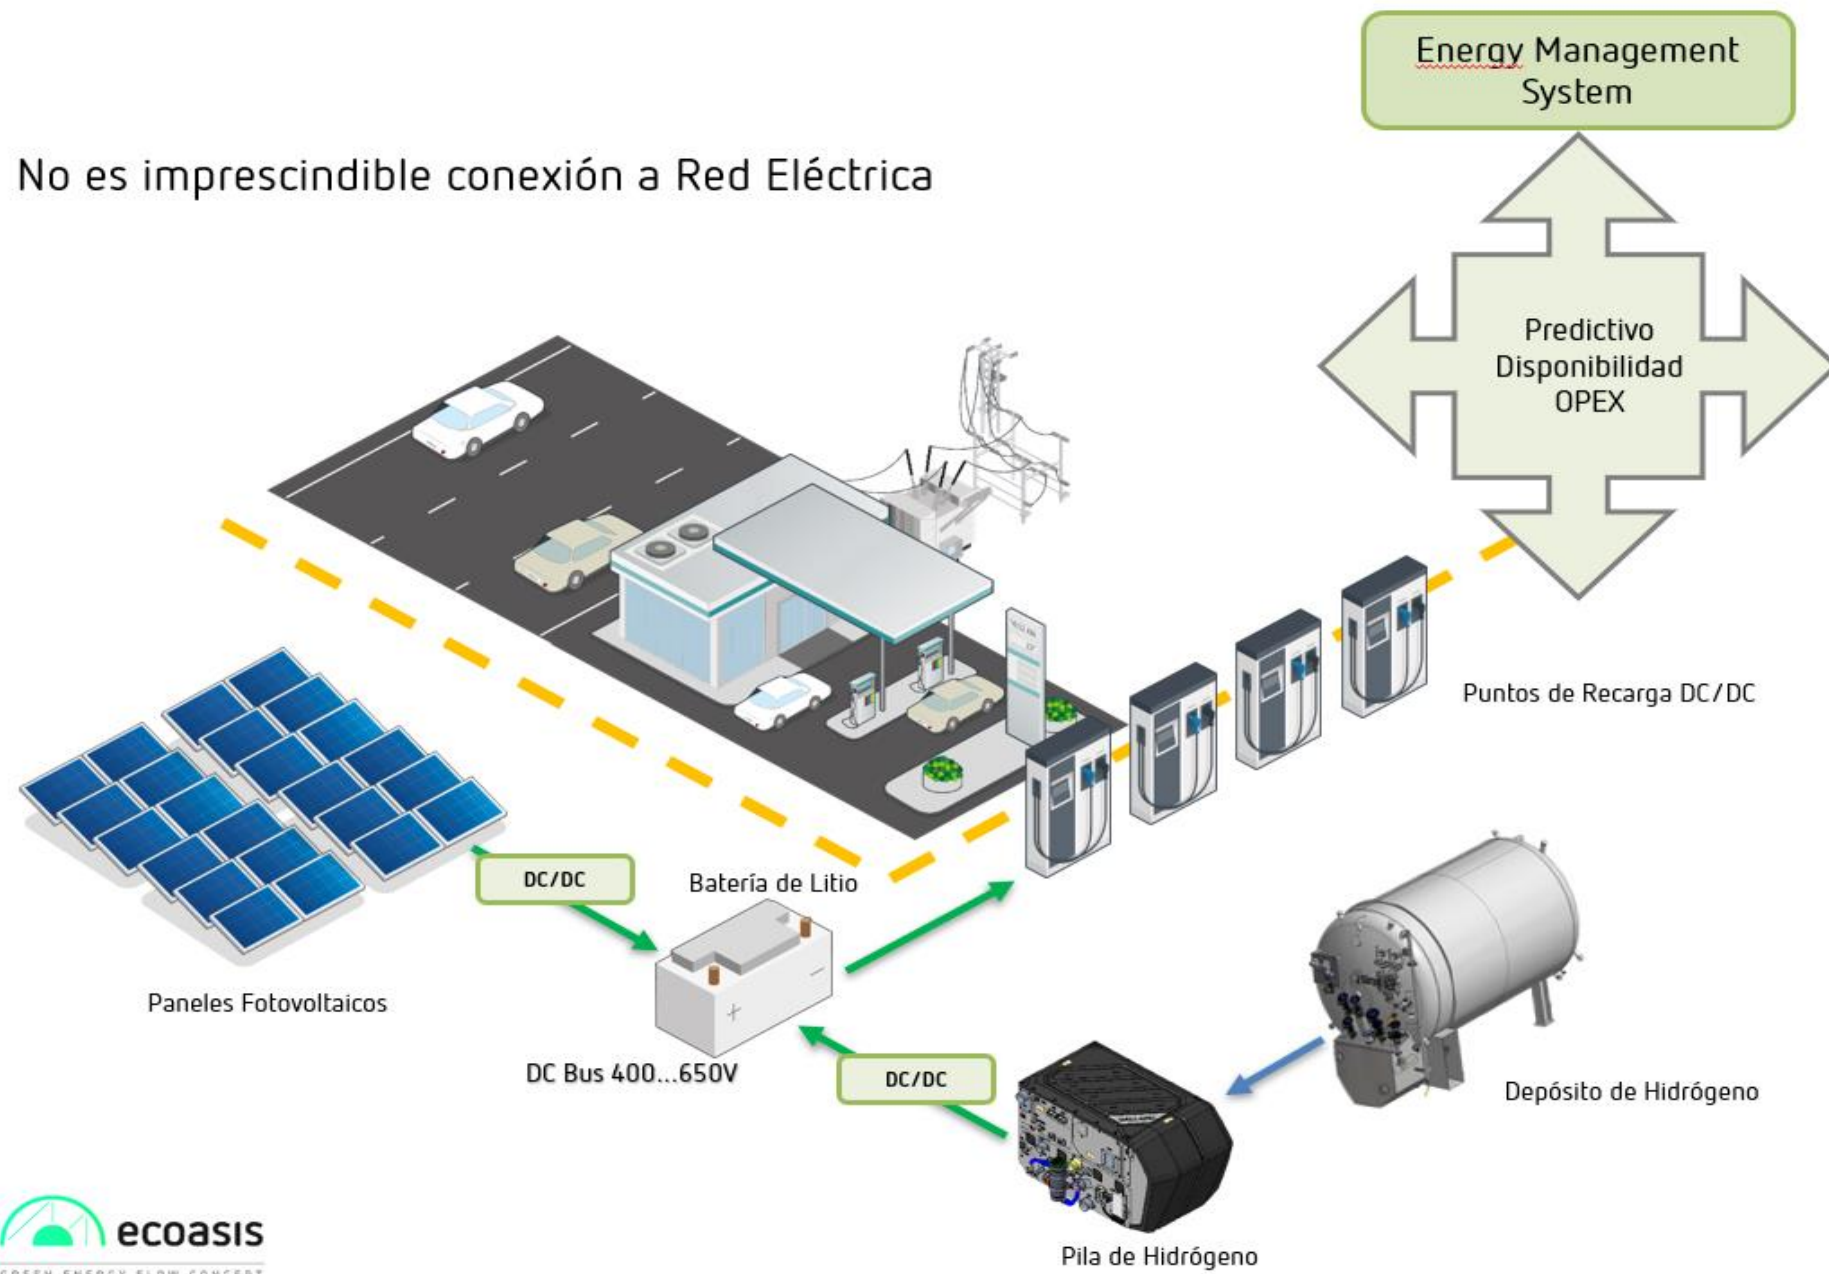 Energy Management
System
No es imprescindible conexión a Red Eléctrica
Predictivo
Disponibilidad
OPEX
Puntos de Recarga DC/DC
DC/DC
Batería de Litio
Paneles Fotovoltaicos
DC Bus 400...650V
DC/DC
Depósito de Hidrógeno
Pila de Hidrógeno
ecoasis
GREEN ENERGY FLOW CONCEPT